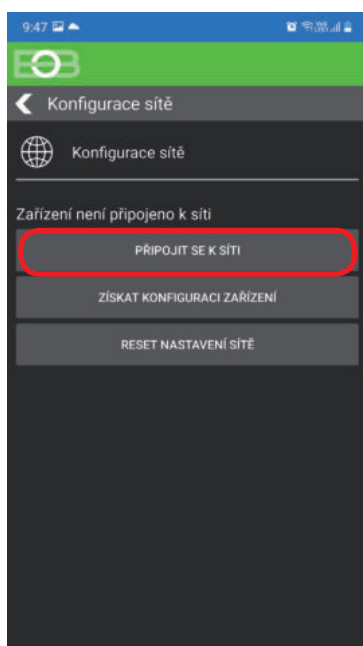 9:47
EOB
Konfigurace sítě
Konfigurace sítě
Zařízení není připojeno k síti
PŘIPOJIT SE K SÍTI
ZÍSKAT KONFIGURACI ZAŘÍZENÍ
RESET NASTAVENÍ SÍTĚ